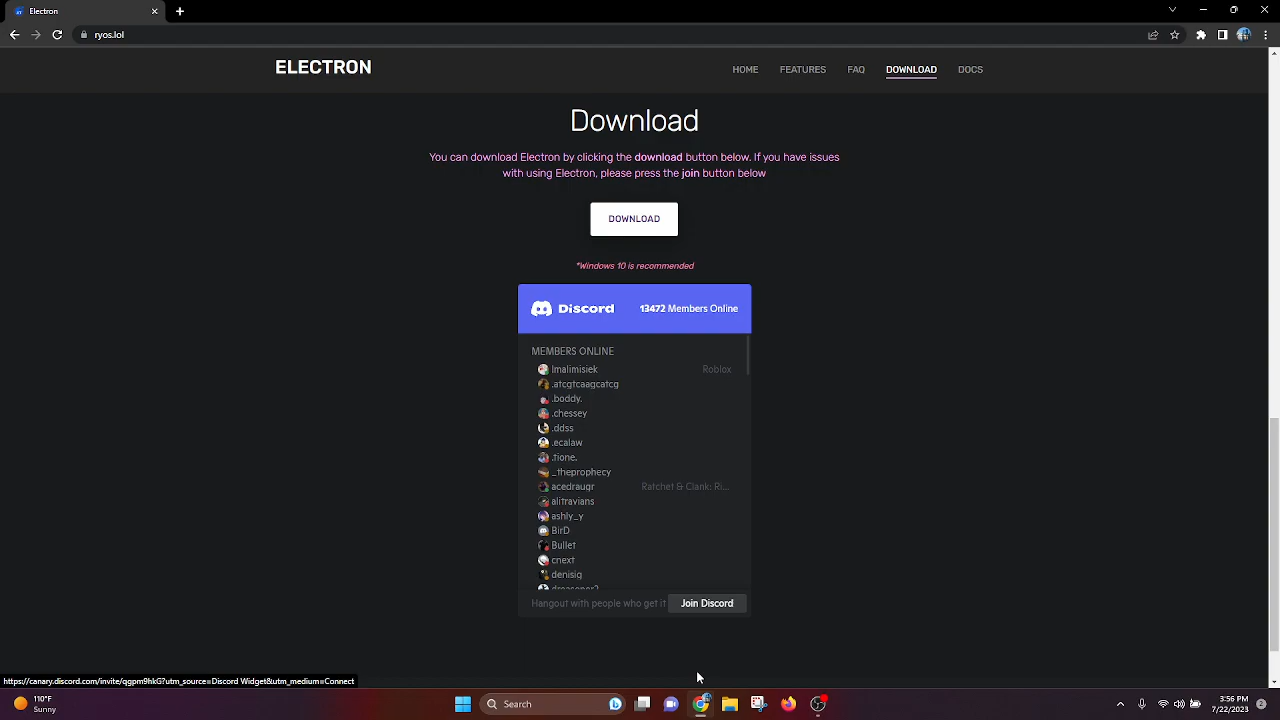 Electron
ryos.lol
ELECTRON
HOME
FEATURES
FAQ
DOWNLOAD
DOCS
Download
You can download Electron by clicking the download button below. If you have issues
with using Electron, please press the join button below
DOWNLOAD
*Windows 10 is recommended
Discord
13472 Members Online
MEMBERS ONLINE
!malimisiek
Roblox
.atcgtcaagcatcg
.boddy.
.chessey
.ddss
.ecalaw
.tione.
_theprophecy
acedraugr
Ratchet & Clank: Ri...
alitravians
ashly_y
BirD
Bullet
cnext
denisig
Hangout with people who get it
Join Discord
https://canary.discord.com/invite/qgpm9hkG?utm_source=Discord Widget&utm_medium=Connect
110°F
Sunny
Search
3:56 PM
7/22/2023
2